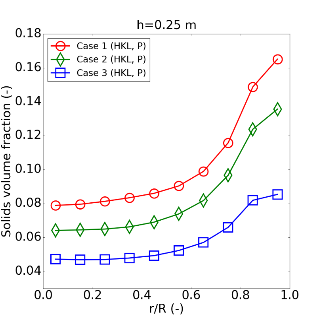 h=0.25 m
Solids volume fraction (-)
0.18
0.16
0.14
0.12
0.10
0.08
0.06
0.04
Case 1 (HKL, P)
Case 2 (HKL, P)
Case 3 (HKL, P)
0.0 0.2 0.4 0.6 0.8 1.0
r/R (-)